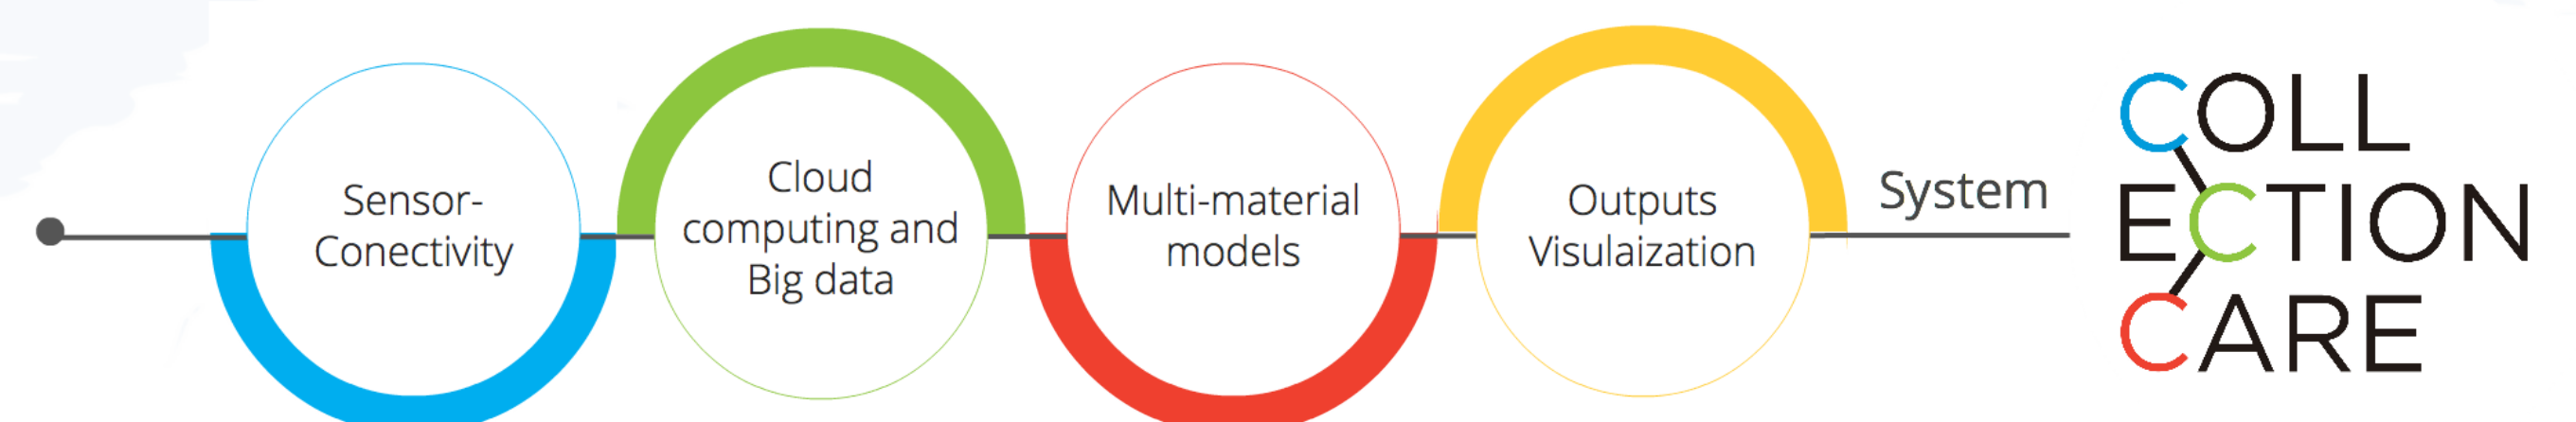 Sensor-
Conectivity
Cloud
computing and
Big data
Multi-material
models
Outputs
Visulaization
System
COLL
ECTION
CARE